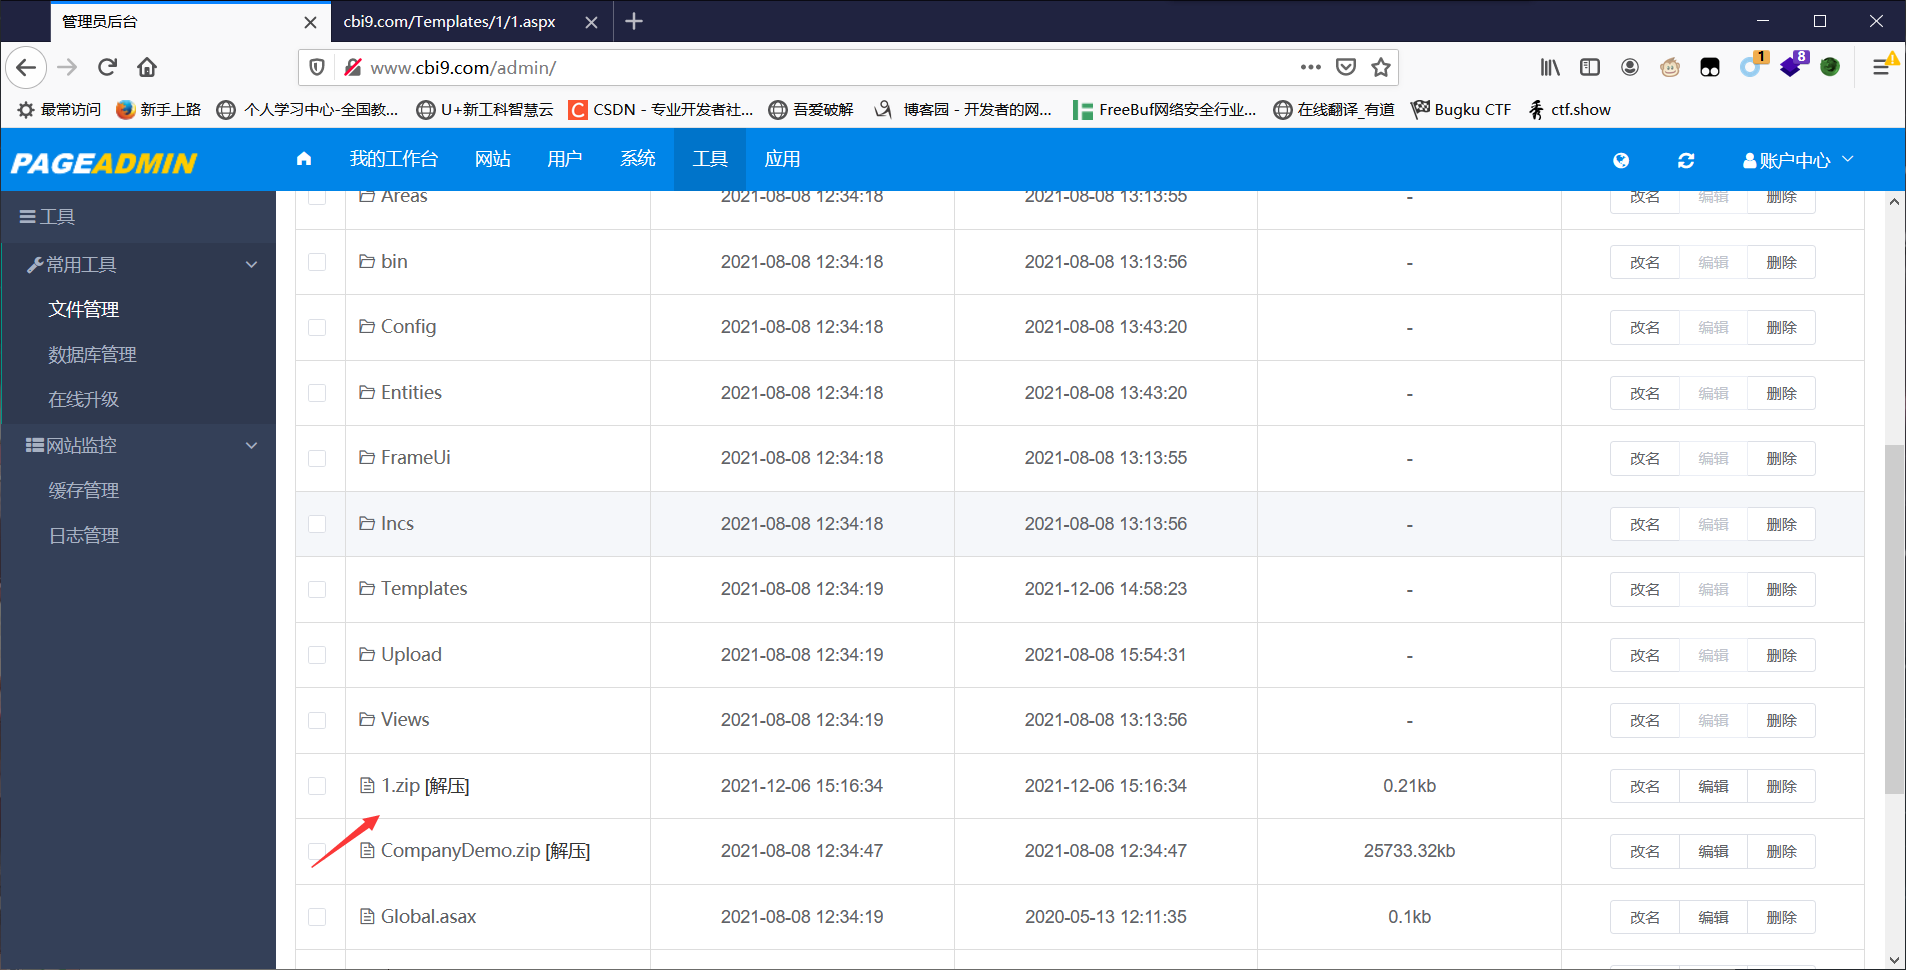 管理员后台
cbi9.com/Templates/1/1.aspx
www.cbi9.com/admin/
1
8
最常访问 新手上路 个人学习中心-全国教... U+新工科智慧云 CSDN - 专业开发者社... 吾爱破解 博客园 - 开发者的网... FreeBuf网络安全行业... 在线翻译_有道 Bugku CTF ctf.show
PAGEADMIN 我的工作台 网站 用户 系统 工具 应用 账户中心
工具
常用工具
文件管理
数据库管理
在线升级
网站监控
缓存管理
日志管理
Areas 2021-08-08 12:34:18 2021-08-08 13:13:55 - 改名 编辑 删除
bin 2021-08-08 12:34:18 2021-08-08 13:13:56 - 改名 编辑 删除
Config 2021-08-08 12:34:18 2021-08-08 13:43:20 - 改名 编辑 删除
Entities 2021-08-08 12:34:18 2021-08-08 13:43:20 - 改名 编辑 删除
FrameUi 2021-08-08 12:34:18 2021-08-08 13:13:55 - 改名 编辑 删除
Incs 2021-08-08 12:34:18 2021-08-08 13:13:56 - 改名 编辑 删除
Templates 2021-08-08 12:34:19 2021-12-06 14:58:23 - 改名 编辑 删除
Upload 2021-08-08 12:34:19 2021-08-08 15:54:31 - 改名 编辑 删除
Views 2021-08-08 12:34:19 2021-08-08 13:13:56 - 改名 编辑 删除
1.zip [解压] 2021-12-06 15:16:34 2021-12-06 15:16:34 0.21kb 改名 编辑 删除
CompanyDemo.zip [解压] 2021-08-08 12:34:47 2021-08-08 12:34:47 25733.32kb 改名 编辑 删除
Global.asax 2021-08-08 12:34:19 2020-05-13 12:11:35 0.1kb 改名 编辑 删除